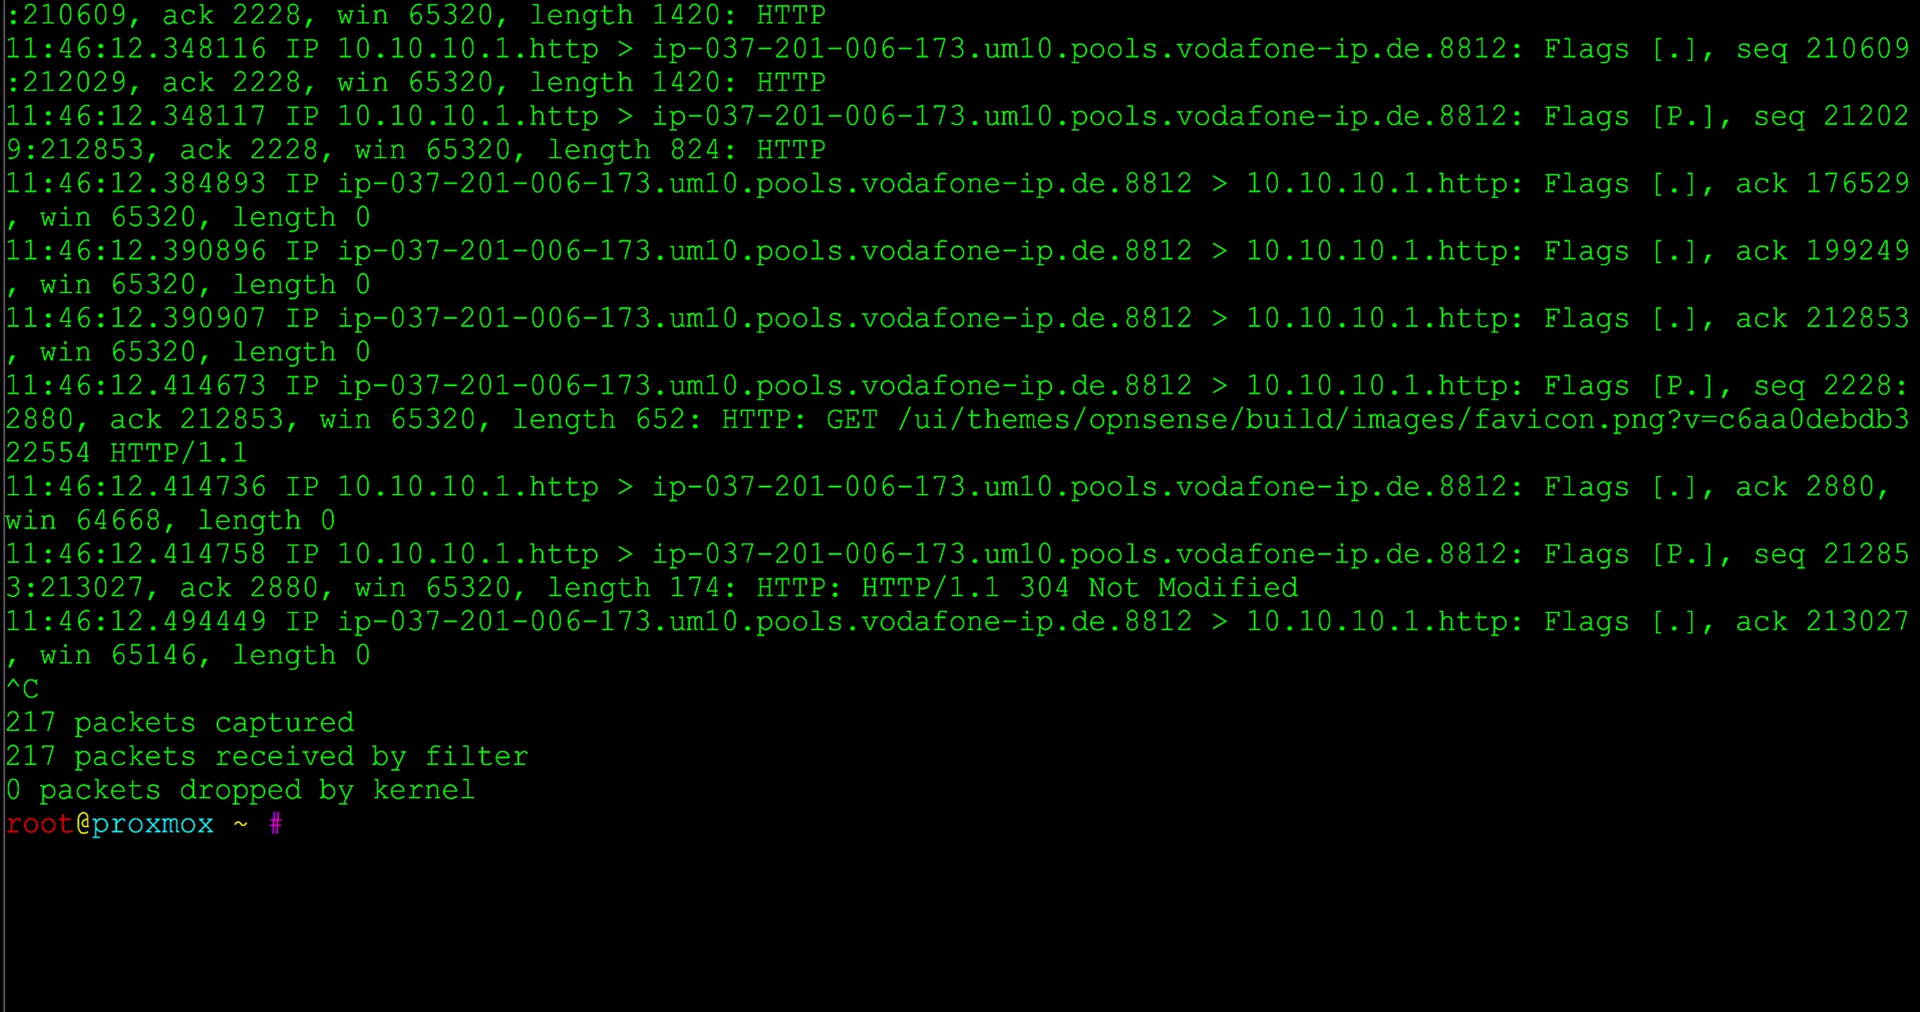 :210609, ack 2228, win 65320, length 1420: HTTP
11:46:12.348116 IP 10.10.10.1.http > ip-037-201-006-173.um10.pools.vodafone-ip.de.8812: Flags [.], seq 210609
:212029, ack 2228, win 65320, length 1420: HTTP
11:46:12.348117 IP 10.10.10.1.http > ip-037-201-006-173.um10.pools.vodafone-ip.de.8812: Flags [P.], seq 21202
9:212853, ack 2228, win 65320, length 824: HTTP
11:46:12.384893 IP ip-037-201-006-173.um10.pools.vodafone-ip.de.8812 > 10.10.10.1.http: Flags [.], ack 176529
, win 65320, length 0
11:46:12.390896 IP ip-037-201-006-173.um10.pools.vodafone-ip.de.8812 > 10.10.10.1.http: Flags [.], ack 199249
, win 65320, length 0
11:46:12.390907 IP ip-037-201-006-173.um10.pools.vodafone-ip.de.8812 > 10.10.10.1.http: Flags [.], ack 212853
, win 65320, length 0
11:46:12.414673 IP ip-037-201-006-173.um10.pools.vodafone-ip.de.8812 > 10.10.10.1.http: Flags [P.], seq 2228:
2880, ack 212853, win 65320, length 652: HTTP: GET /ui/themes/opnsense/build/images/favicon.png?v=c6aa0debdb3
22554 HTTP/1.1
11:46:12.414736 IP 10.10.10.1.http > ip-037-201-006-173.um10.pools.vodafone-ip.de.8812: Flags [.], ack 2880,
win 64668, length 0
11:46:12.414758 IP 10.10.10.1.http > ip-037-201-006-173.um10.pools.vodafone-ip.de.8812: Flags [P.], seq 21285
3:213027, ack 2880, win 65320, length 174: HTTP: HTTP/1.1 304 Not Modified
11:46:12.494449 IP ip-037-201-006-173.um10.pools.vodafone-ip.de.8812 > 10.10.10.1.http: Flags [.], ack 213027
, win 65146, length 0
^C
217 packets captured
217 packets received by filter
0 packets dropped by kernel
root@proxmox ~ #